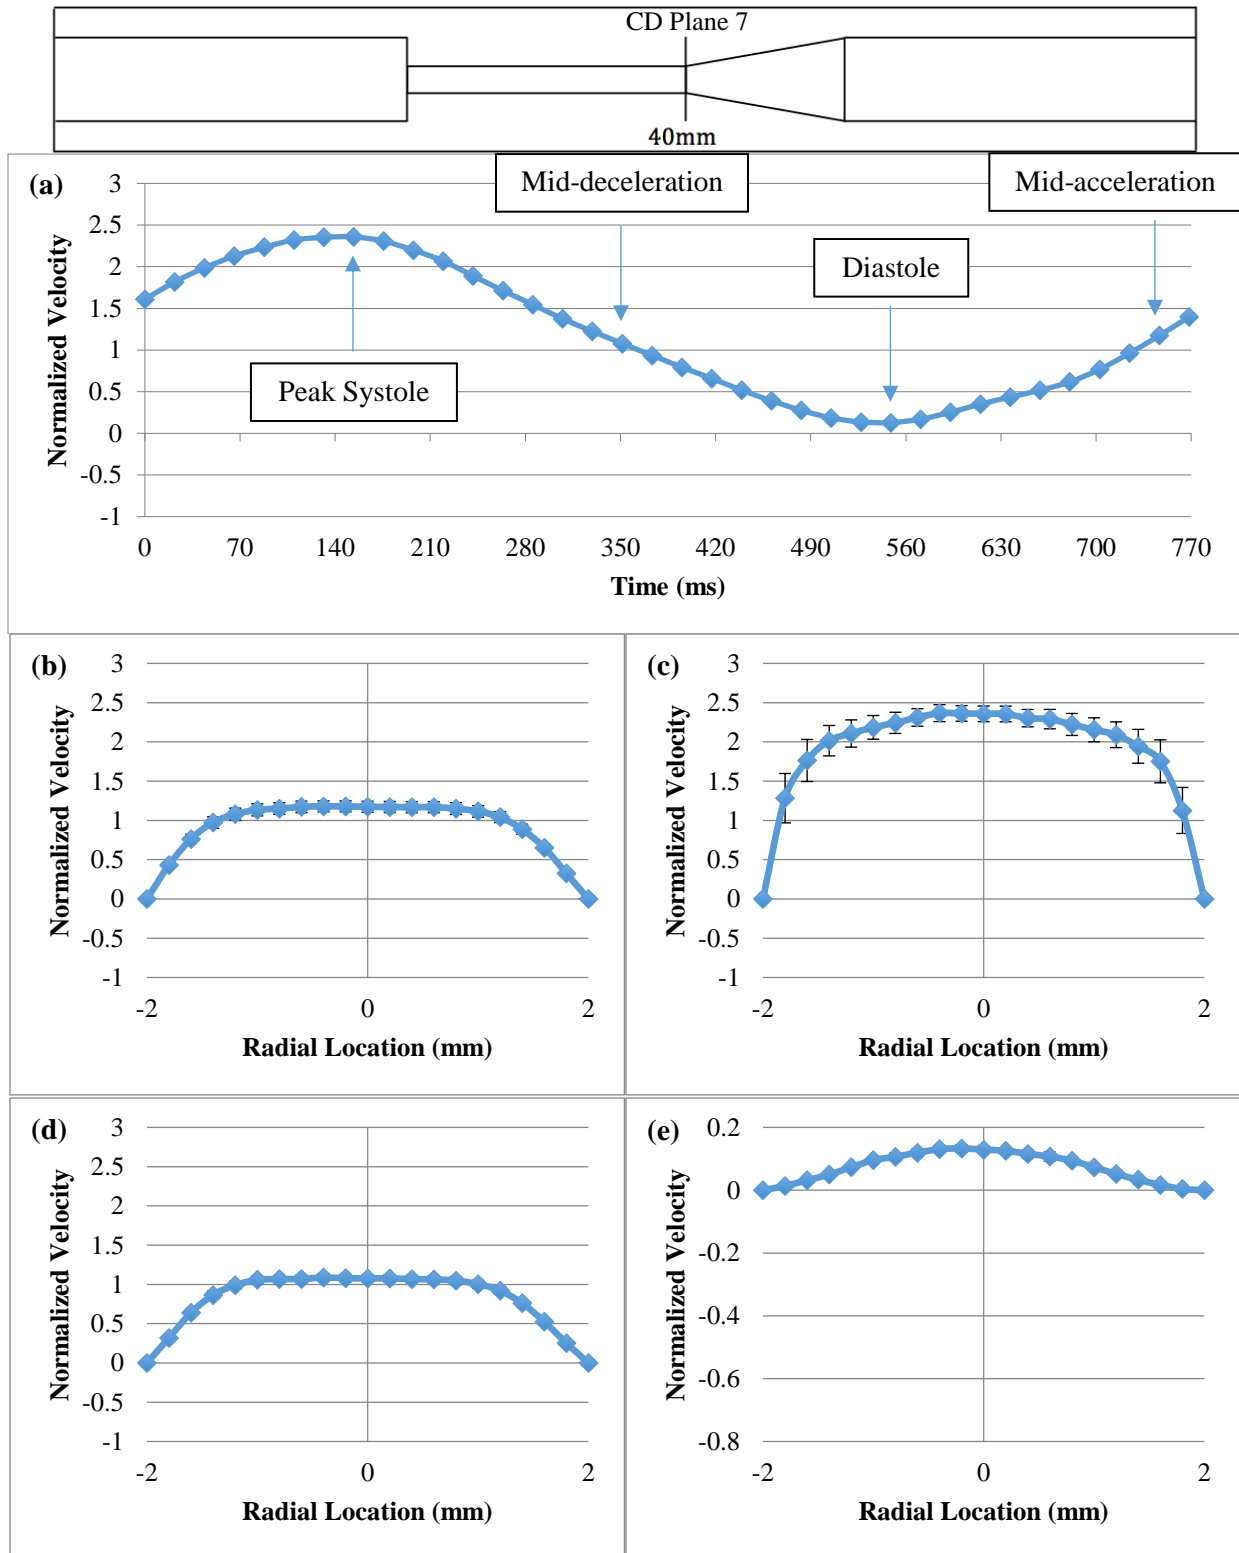 CD Plane 7
40mm
(a)
Mid-deceleration
Mid-acceleration
Diastole
Peak Systole
3
2.5
2
1.5
1
0.5
0
-0.5
-1
Normalized Velocity
0 70 140 210 280 350 420 490 560 630 700 770
Time (ms)
(b)
3
2.5
2
1.5
1
0.5
0
-0.5
-1
Normalized Velocity
-2 0 2
Radial Location (mm)
(c)
3
2.5
2
1.5
1
0.5
0
-0.5
-1
Normalized Velocity
-2 0 2
Radial Location (mm)
(d)
3
2.5
2
1.5
1
0.5
0
-0.5
-1
Normalized Velocity
-2 0 2
Radial Location (mm)
(e)
0.2
0
-0.2
-0.4
-0.6
-0.8
Normalized Velocity
-2 0 2
Radial Location (mm)